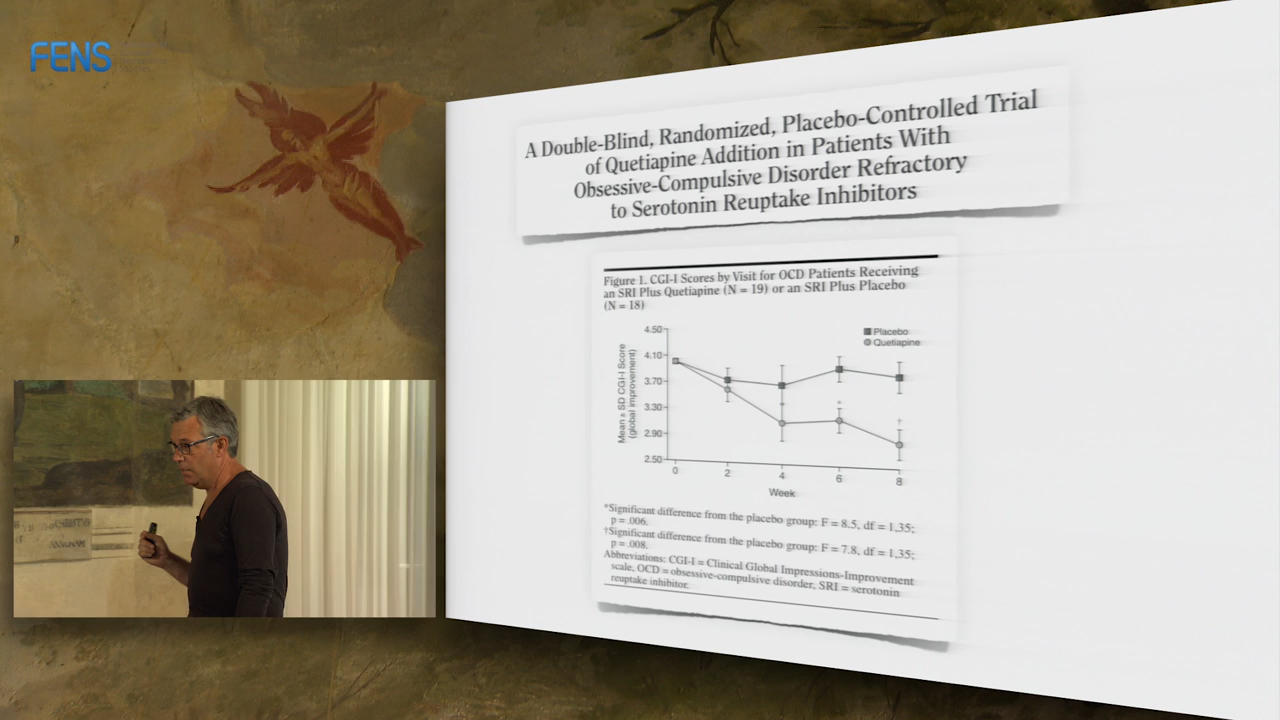 FENS
A Double-Blind, Randomized, Placebo-Controlled Trial
of Quetiapine Addition in Patients With
Obsessive-Compulsive Disorder Refractory
to Serotonin Reuptake Inhibitors
Figure 1. CGI-I Scores by Visit for OCD Patients Receiving
an SRI Plus Quetiapine (N = 19) or an SRI Plus Placebo
(N = 18)
Mean ± SD CGI-I Score
(global improvement)
4.50
4.10
3.70
3.30
2.90
2.50
Placebo
Quetiapine
*
*
†
0 2 4 6 8
Week
*Significant difference from the placebo group: F = 8.5, df = 1,35;
p = .006.
†Significant difference from the placebo group: F = 7.8, df = 1,35;
p = .008.
Abbreviations: CGI-I = Clinical Global Impressions-Improvement
scale, OCD = obsessive-compulsive disorder, SRI = serotonin
reuptake inhibitor.